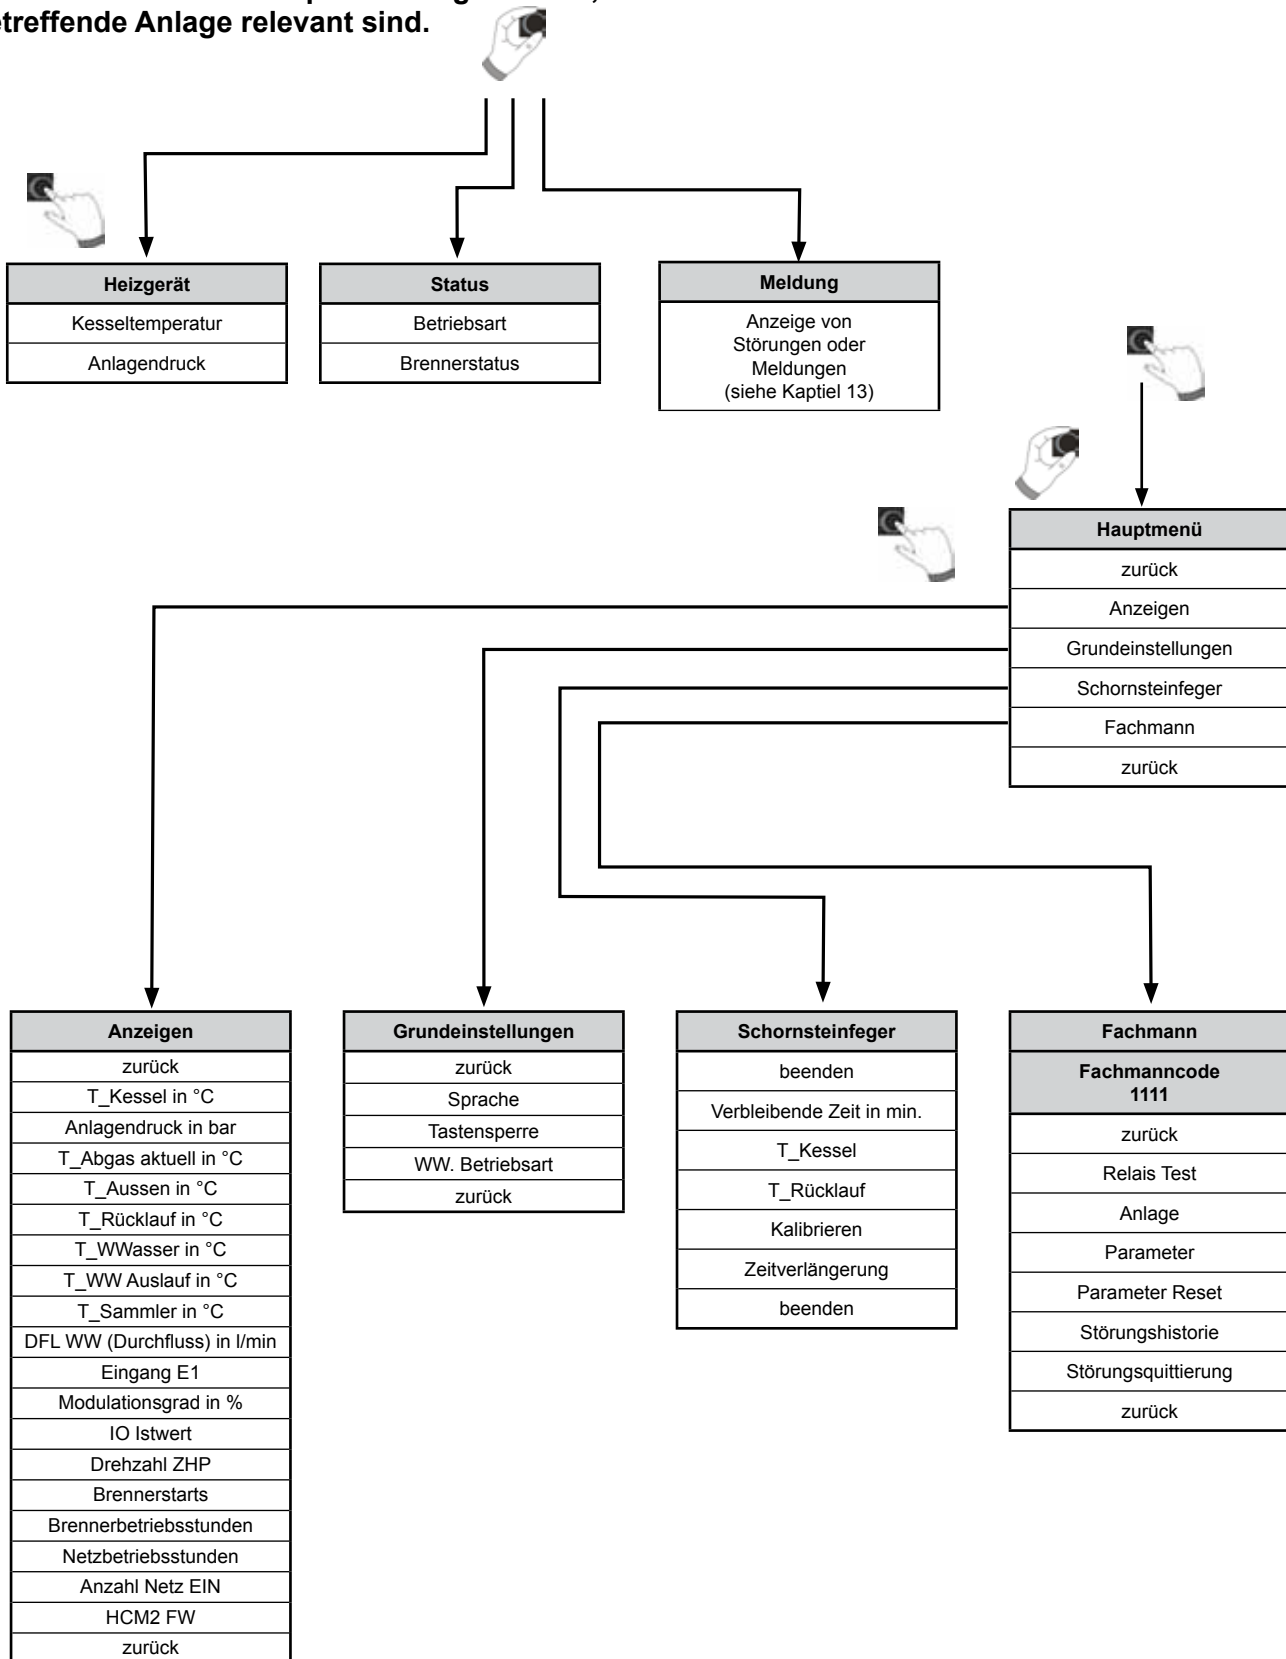 etreffende Anlage relevant sind.
Heizgerät
Kesseltemperatur
Anlagendruck
Status
Betriebsart
Brennerstatus
Meldung
Anzeige von
Störungen oder
Meldungen
(siehe Kaptiel 13)
Hauptmenü
zurück
Anzeigen
Grundeinstellungen
Schornsteinfeger
Fachmann
zurück
Anzeigen
zurück
T_Kessel in °C
Anlagendruck in bar
T_Abgas aktuell in °C
T_Aussen in °C
T_Rücklauf in °C
T_WWasser in °C
T_WW Auslauf in °C
T_Sammler in °C
DFL WW (Durchfluss) in l/min
Eingang E1
Modulationsgrad in %
IO Istwert
Drehzahl ZHP
Brennerstarts
Brennerbetriebsstunden
Netzbetriebsstunden
Anzahl Netz EIN
HCM2 FW
zurück
Grundeinstellungen
zurück
Sprache
Tastensperre
WW. Betriebsart
zurück
Schornsteinfeger
beenden
Verbleibende Zeit in min.
T_Kessel
T_Rücklauf
Kalibrieren
Zeitverlängerung
beenden
Fachmann
Fachmanncode
1111
zurück
Relais Test
Anlage
Parameter
Parameter Reset
Störungshistorie
Störungsquittierung
zurück